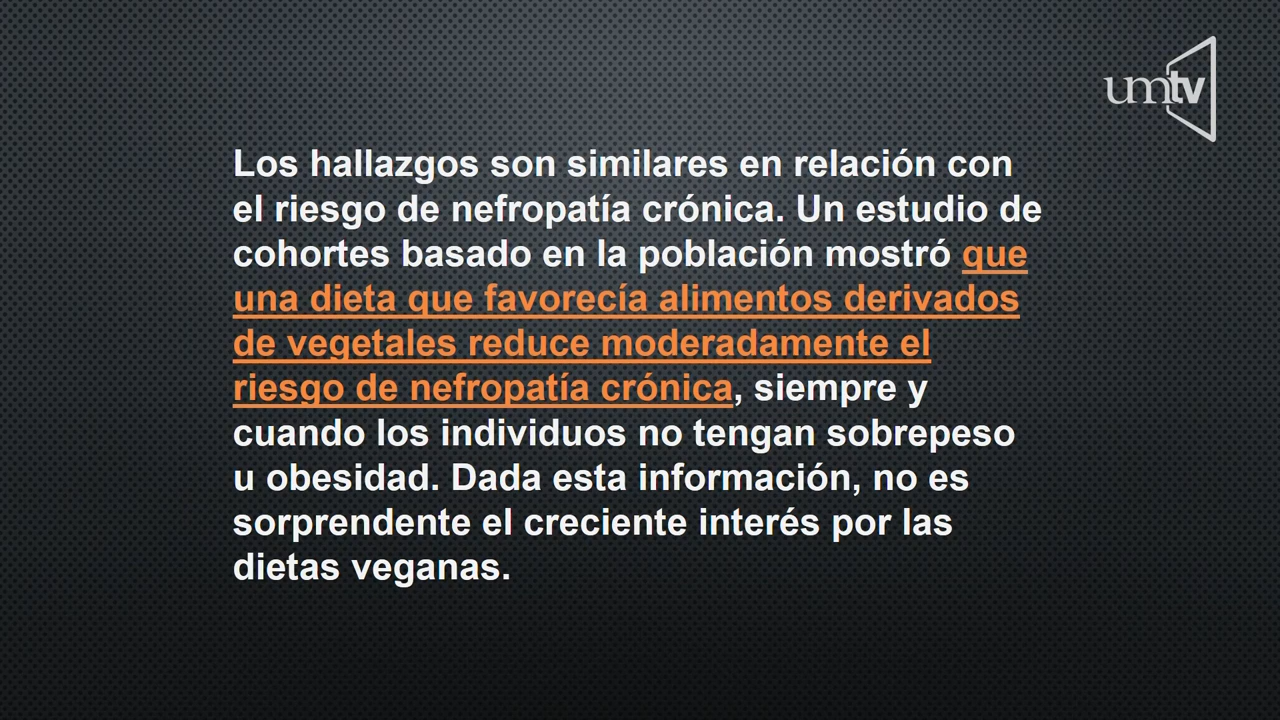 umtv
Los hallazgos son similares en relación con
el riesgo de nefropatía crónica. Un estudio de
cohortes basado en la población mostró que
una dieta que favorecía alimentos derivados
de vegetales reduce moderadamente el
riesgo de nefropatía crónica, siempre y
cuando los individuos no tengan sobrepeso
u obesidad. Dada esta información, no es
sorprendente el creciente interés por las
dietas veganas.